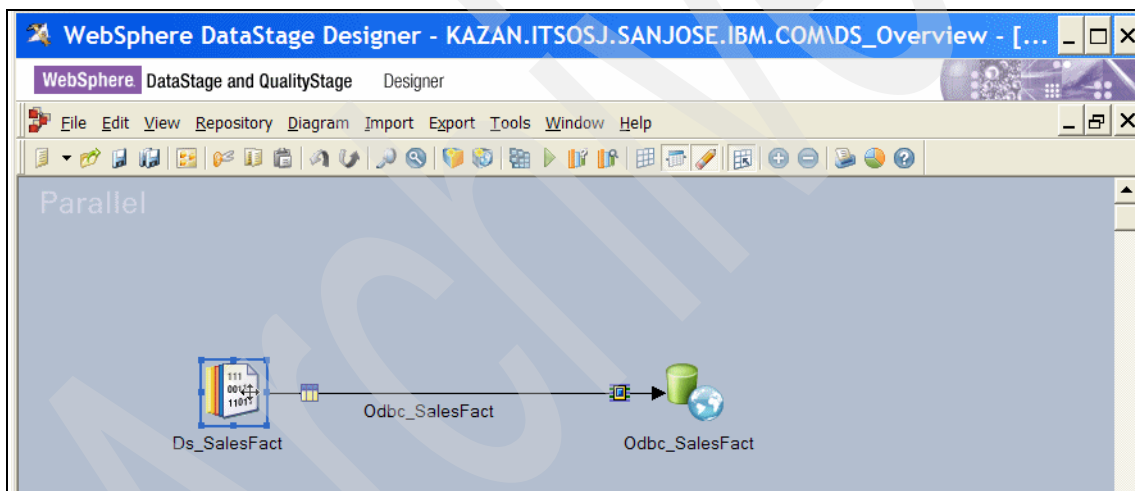 WebSphere DataStage Designer - KAZAN.ITSOSJ.SANJOSE.IBM.COM\DS_Overview - [...
WebSphere. DataStage and QualityStage Designer
File Edit View Repository Diagram Import Export Tools Window Help
Parallel
Odbc_SalesFact
Ds_SalesFact
Odbc_SalesFact